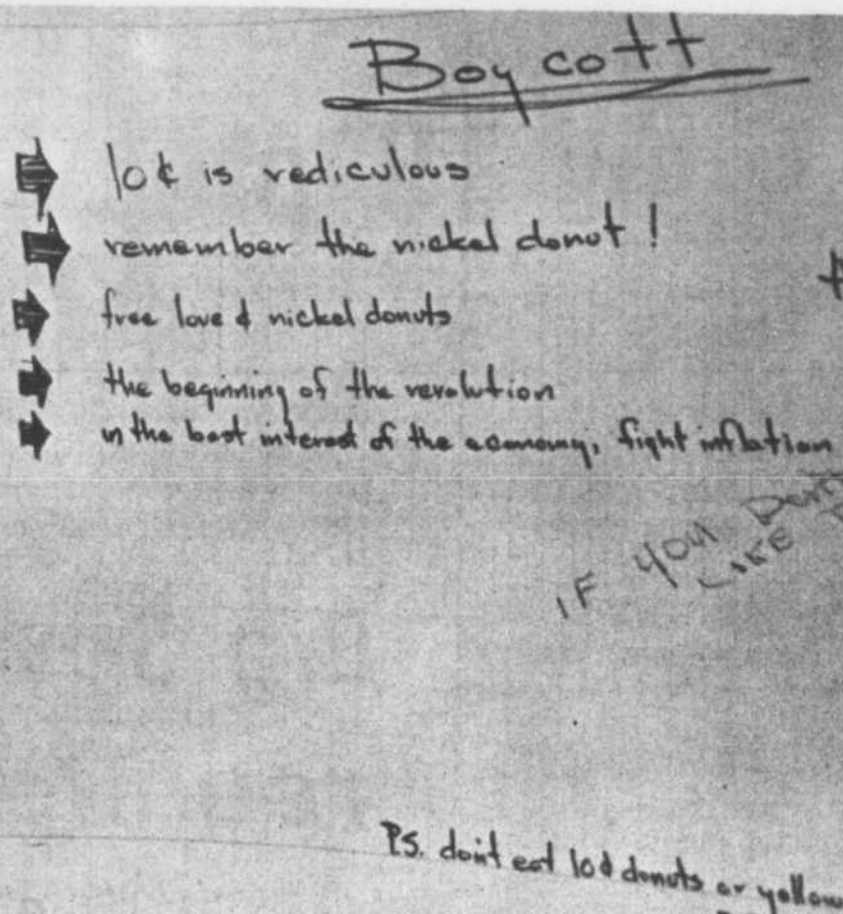 Boycott
10¢ is rediculous
remember the nickel donut!
free love & nickel donuts
the beginning of the revolution
in the best interest of the economy, fight inflation
IF YOU DON'T
LIKE
P.S. don't eat 10¢ donuts or yellow